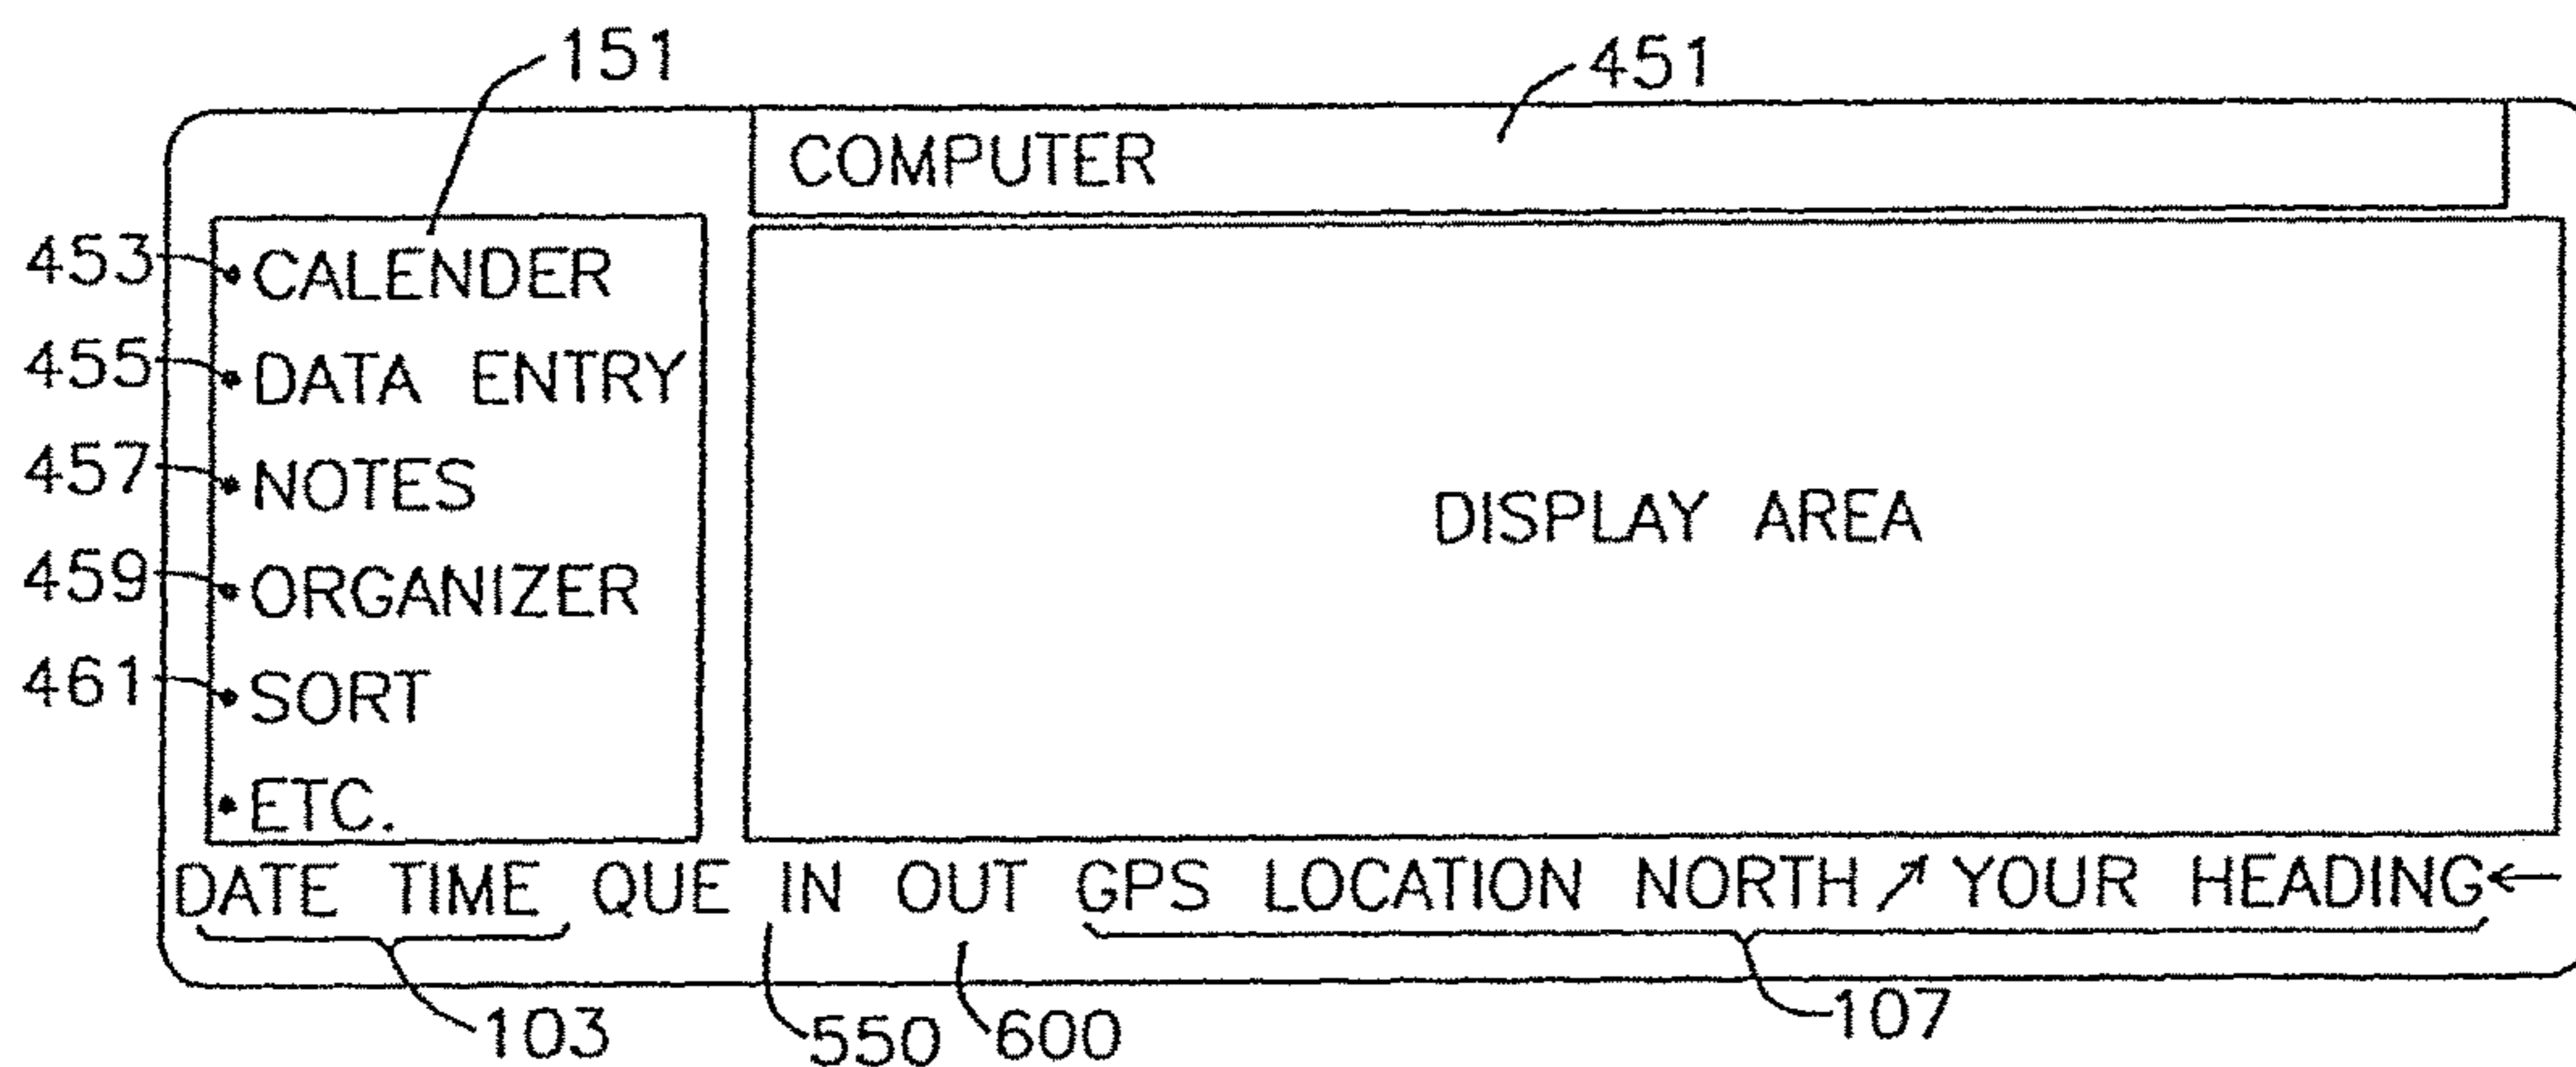 151
451
COMPUTER
453 • CALENDER
455 • DATA ENTRY
457 • NOTES
459 • ORGANIZER
461 • SORT
• ETC.
DISPLAY AREA
DATE TIME QUE IN OUT GPS LOCATION NORTH ↗ YOUR HEADING ←
103
550
600
107